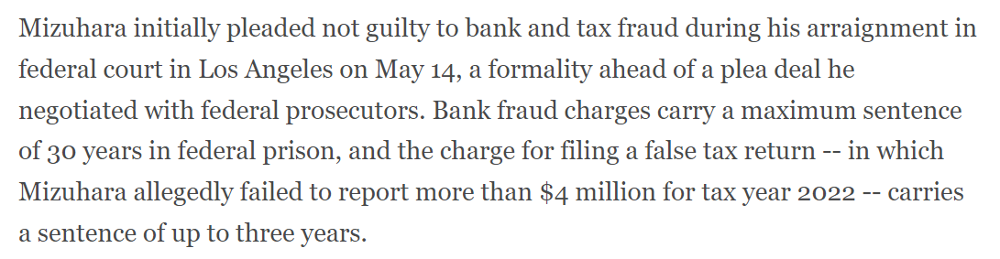 Mizuhara initially pleaded not guilty to bank and tax fraud during his arraignment in
federal court in Los Angeles on May 14, a formality ahead of a plea deal he
negotiated with federal prosecutors. Bank fraud charges carry a maximum sentence
of 30 years in federal prison, and the charge for filing a false tax return -- in which
Mizuhara allegedly failed to report more than $4 million for tax year 2022 -- carries
a sentence of up to three years.